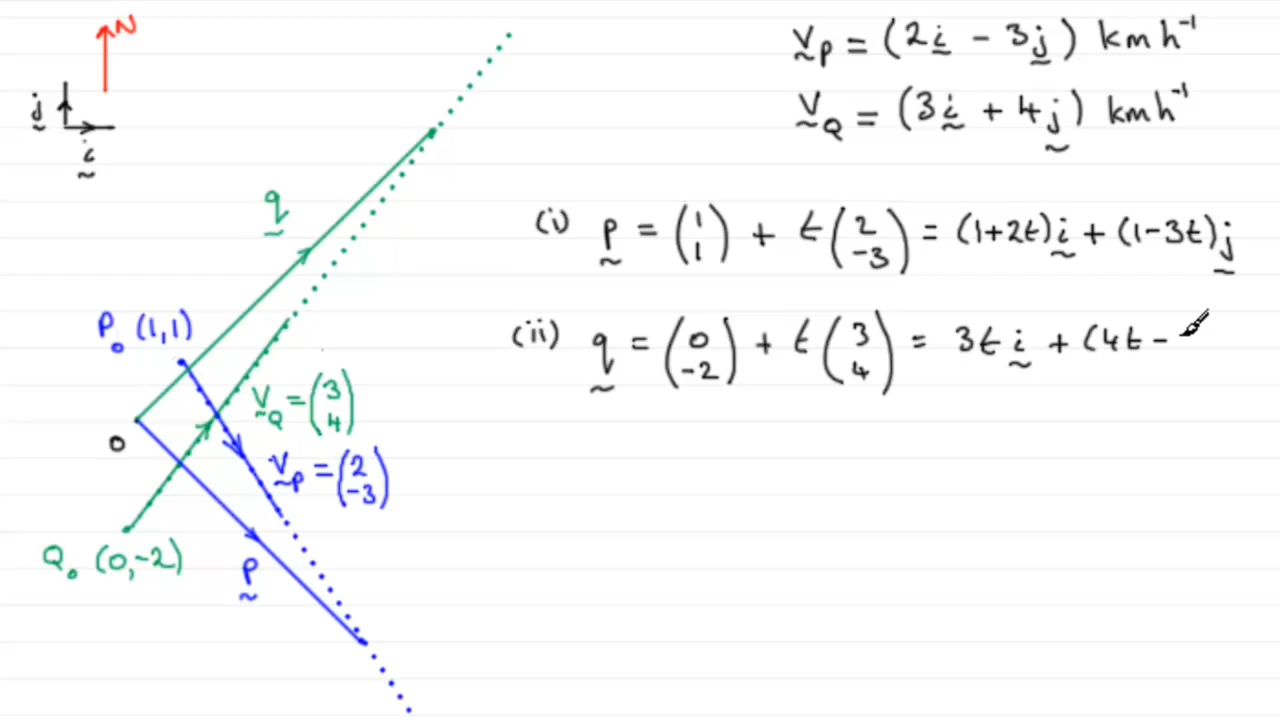 N
j
i
v_P = (2i - 3j) km h⁻¹
v_Q = (3i + 4j) km h⁻¹
q
(i) p = (1 1) + t(2 -3) = (1+2t)i + (1-3t)j
P₀ (1,1)
(ii) q = (0 -2) + t(3 4) = 3t i + (4t -
v_Q = (3 4)
O
v_P = (2 -3)
Q₀ (0,-2)
p